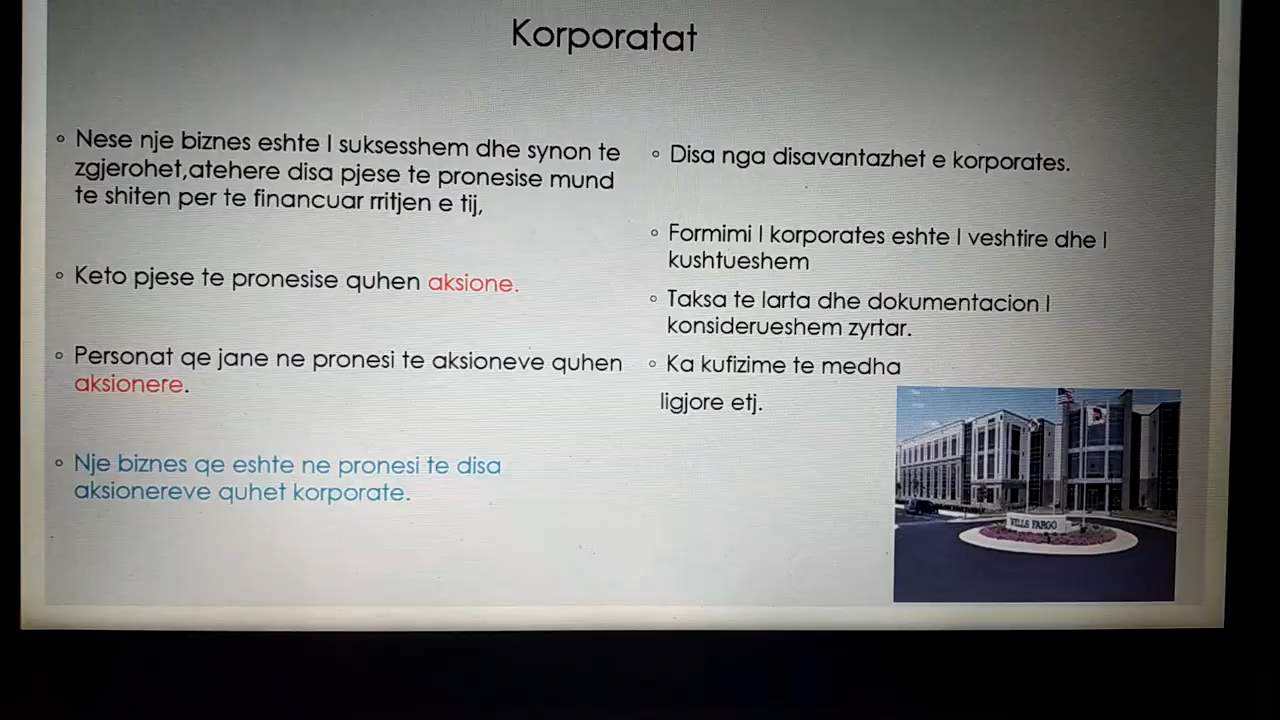 Korporatat
Nese nje biznes eshte I suksesshem dhe synon te
zgjerohet,atehere disa pjese te pronesise mund
te shiten per te financuar rritjen e tij,
Keto pjese te pronesise quhen aksione.
Personat qe jane ne pronesi te aksioneve quhen
aksionere.
Nje biznes qe eshte ne pronesi te disa
aksionereve quhet korporate.
Disa nga disavantazhet e korporates.
Formimi I korporates eshte I veshtire dhe I
kushtueshem
Taksa te larta dhe dokumentacion I
konsiderueshem zyrtar.
Ka kufizime te medha
ligjore etj.
WELLS FARGO